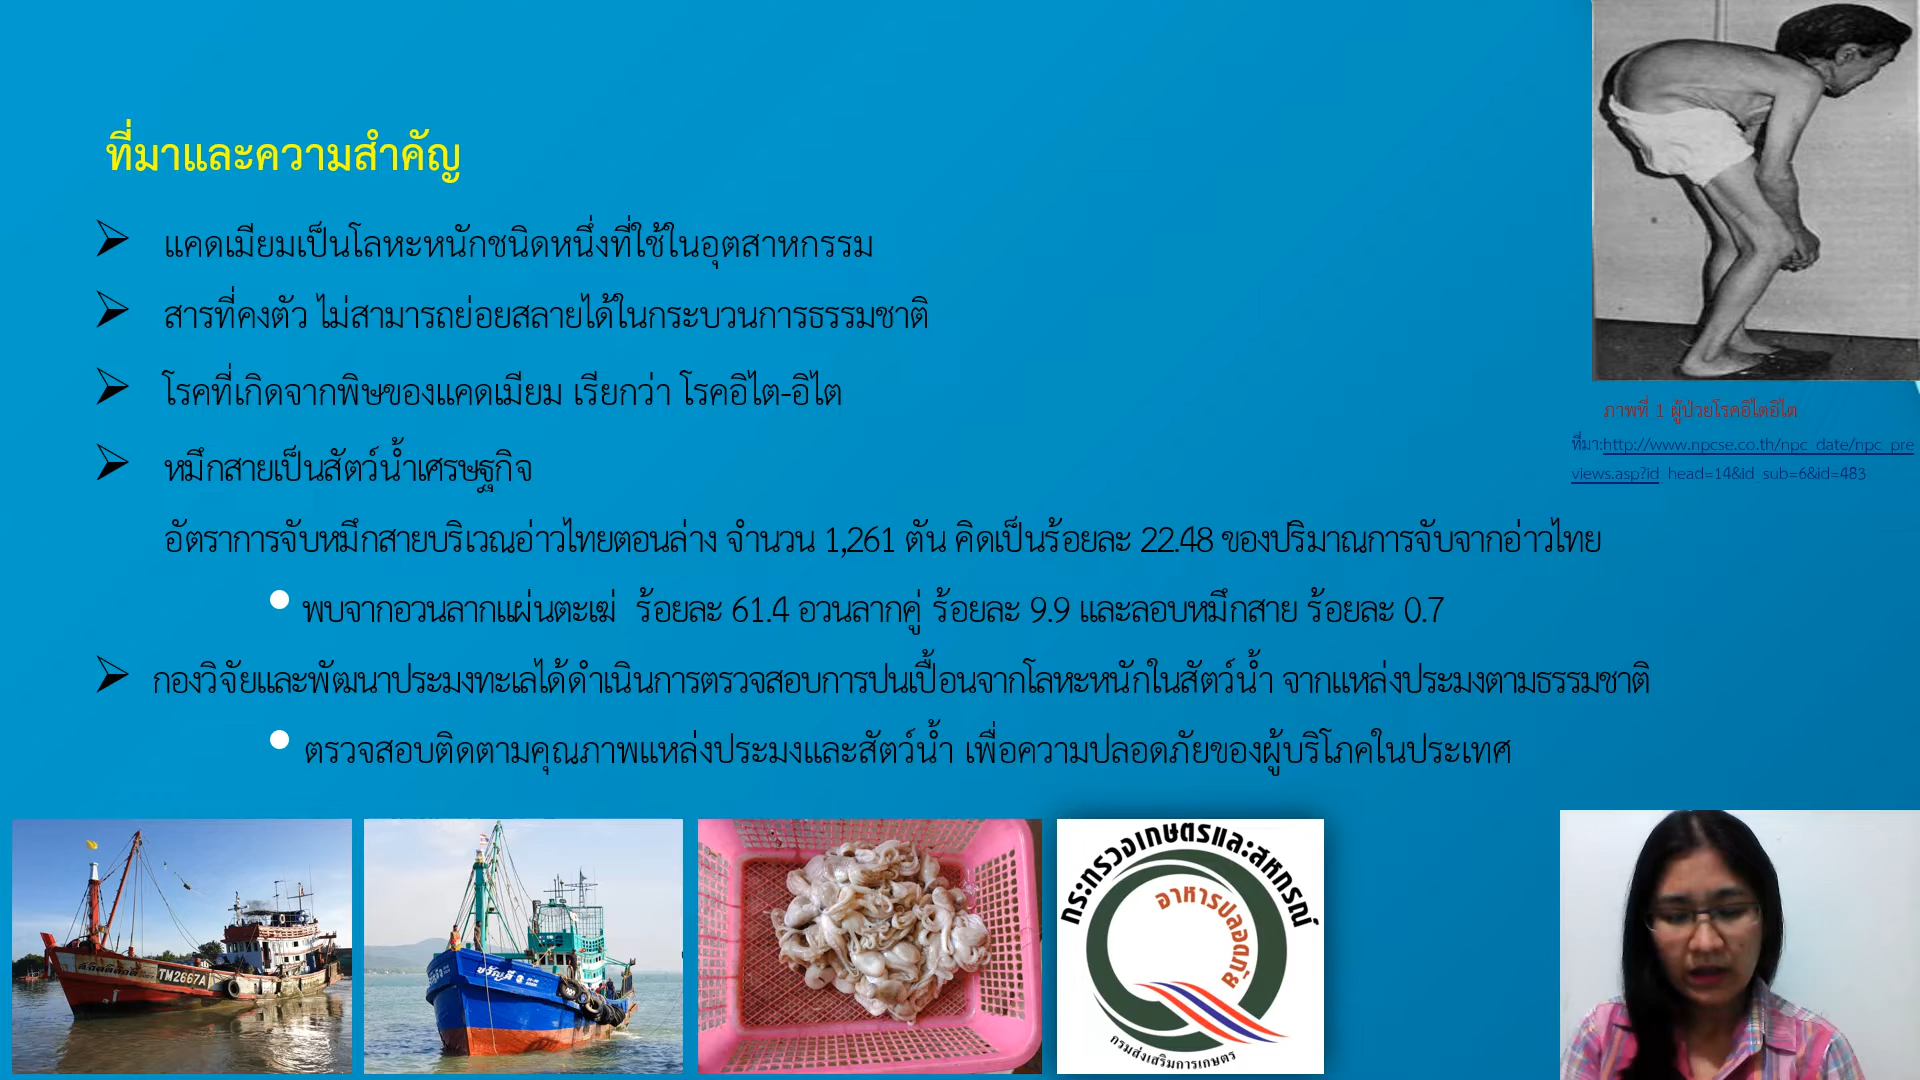 ที่มาและความสำคัญ
แคดเมียมเป็นโลหะหนักชนิดหนึ่งที่ใช้ในอุตสาหกรรม
สารที่คงตัว ไม่สามารถย่อยสลายได้ในกระบวนการธรรมชาติ
โรคที่เกิดจากพิษของแคดเมียม เรียกว่า โรคอิไต-อิไต
หมึกสายเป็นสัตว์น้ำเศรษฐกิจ
อัตราการจับหมึกสายบริเวณอ่าวไทยตอนล่าง จำนวน 1,261 ตัน คิดเป็นร้อยละ 22.48 ของปริมาณการจับจากอ่าวไทย
พบจากอวนลากแผ่นตะเฆ่ ร้อยละ 61.4 อวนลากคู่ ร้อยละ 9.9 และลอบหมึกสาย ร้อยละ 0.7
กองวิจัยและพัฒนาประมงทะเลได้ดำเนินการตรวจสอบการปนเปื้อนจากโลหะหนักในสัตว์น้ำ จากแหล่งประมงตามธรรมชาติ
ตรวจสอบติดตามคุณภาพแหล่งประมงและสัตว์น้ำ เพื่อความปลอดภัยของผู้บริโภคในประเทศ
ภาพที่ 1 ผู้ป่วยโรคอิไตอิไต
ที่มา:http://www.npcse.co.th/npc_date/npc_pre
views.asp?id_head=14&id_sub=6&id=483
TM2667A
ขวัญดี
กระทรวงเกษตรและสหกรณ์
อาหารปลอดภัย
กรมส่งเสริมการเกษตร